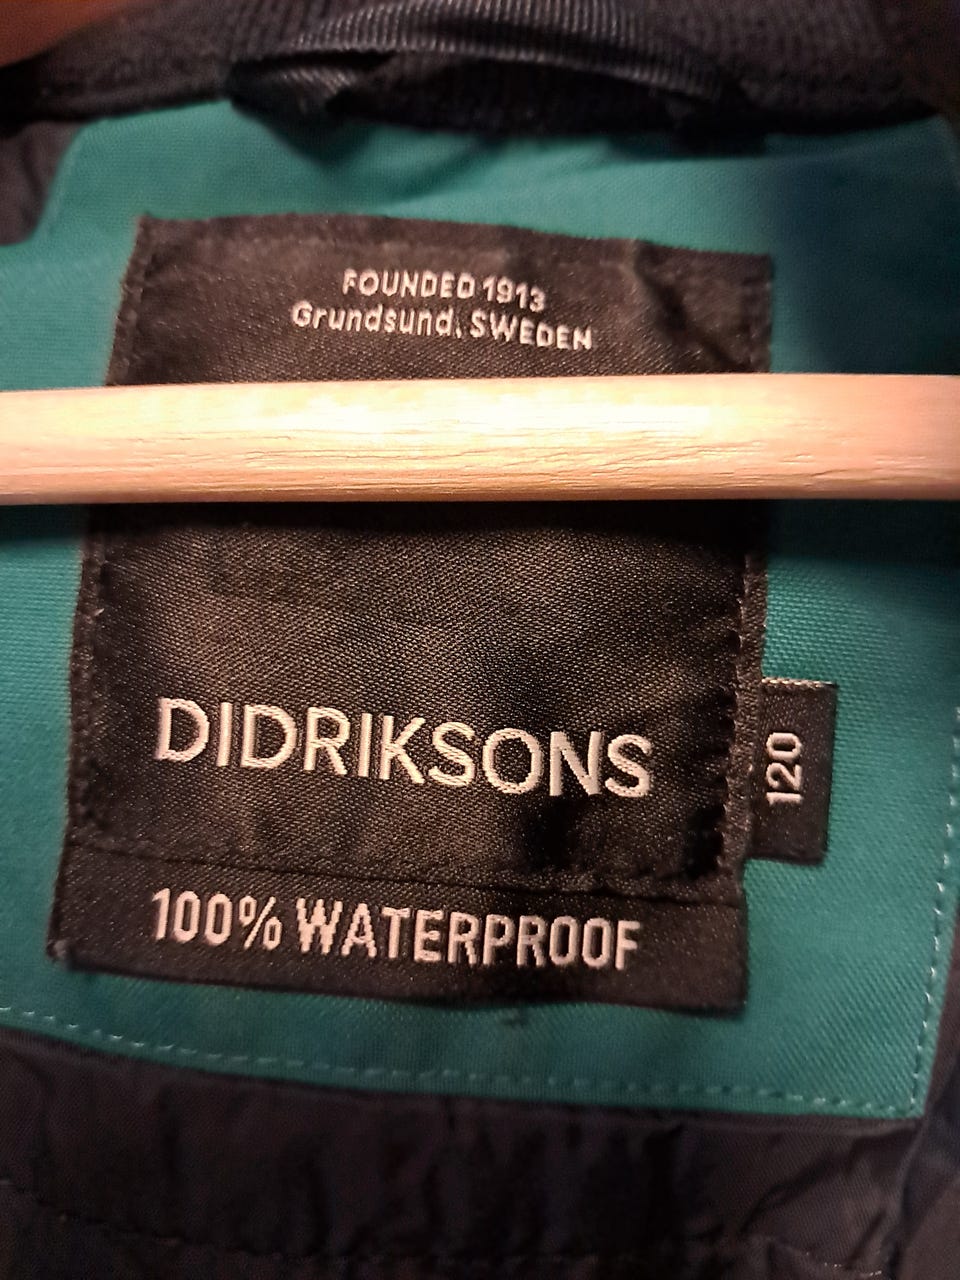 FOUNDED 1913
Grundsund, SWEDEN
DIDRIKSONS
120
100% WATERPROOF